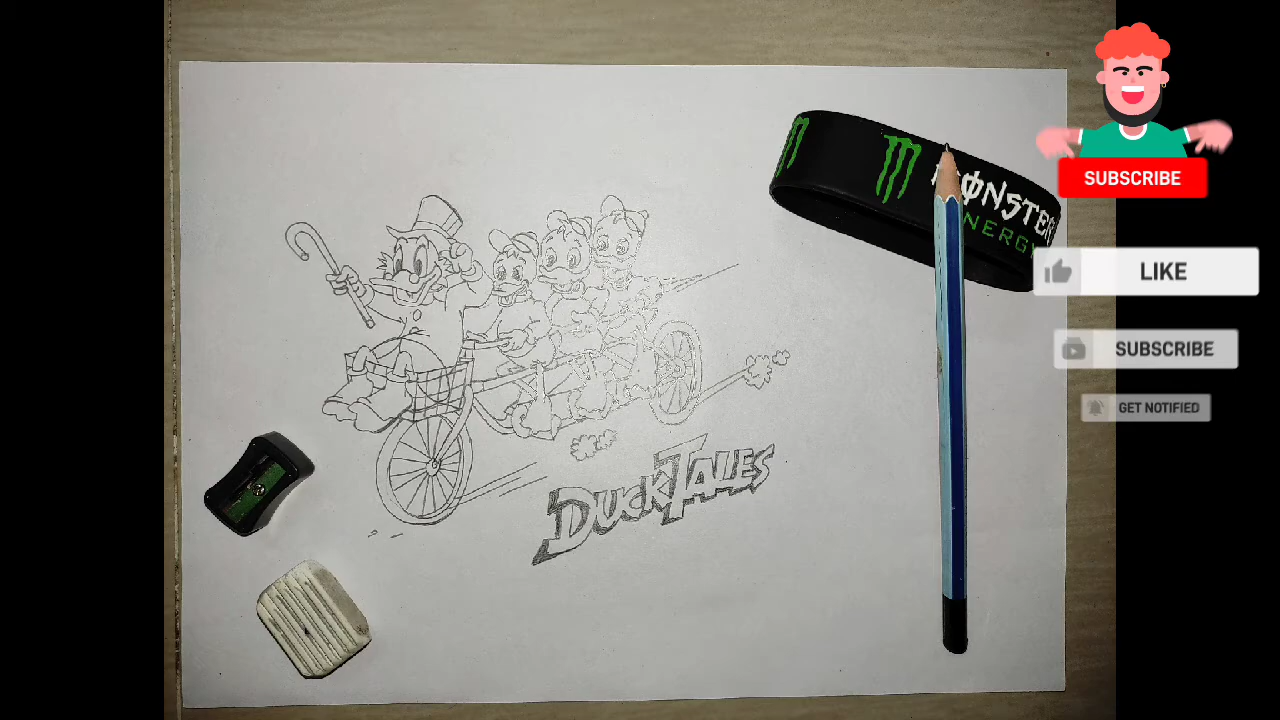 MONSTER
ENERGY
SUBSCRIBE
LIKE
SUBSCRIBE
GET NOTIFIED
DUCKTALES